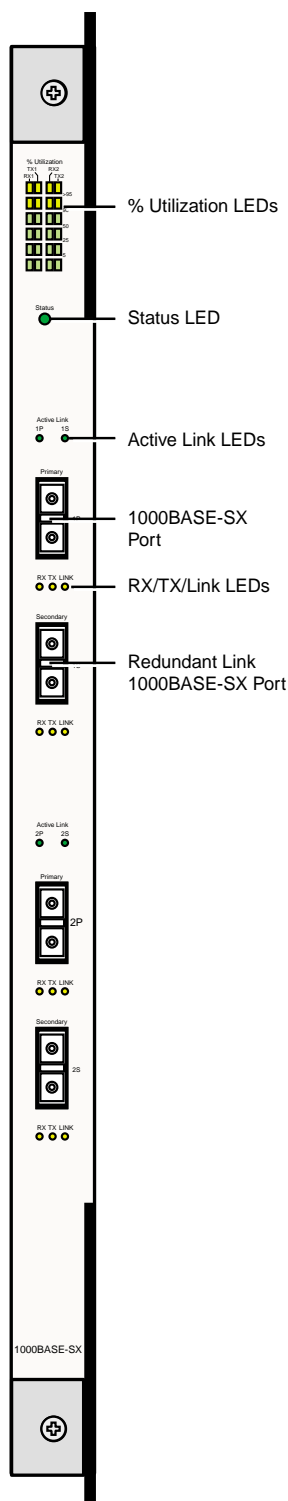 % Utilization
TX1 RX2
RX1 TX2
>95
% Utilization LEDs
50
25
5
Status
Status LED
Active Link
1P 1S
Active Link LEDs
Primary
1000BASE-SX
Port
RX TX LINK
RX/TX/Link LEDs
Secondary
Redundant Link
1000BASE-SX Port
RX TX LINK
Active Link
2P 2S
Primary
2P
RX TX LINK
Secondary
2S
RX TX LINK
1000BASE-SX